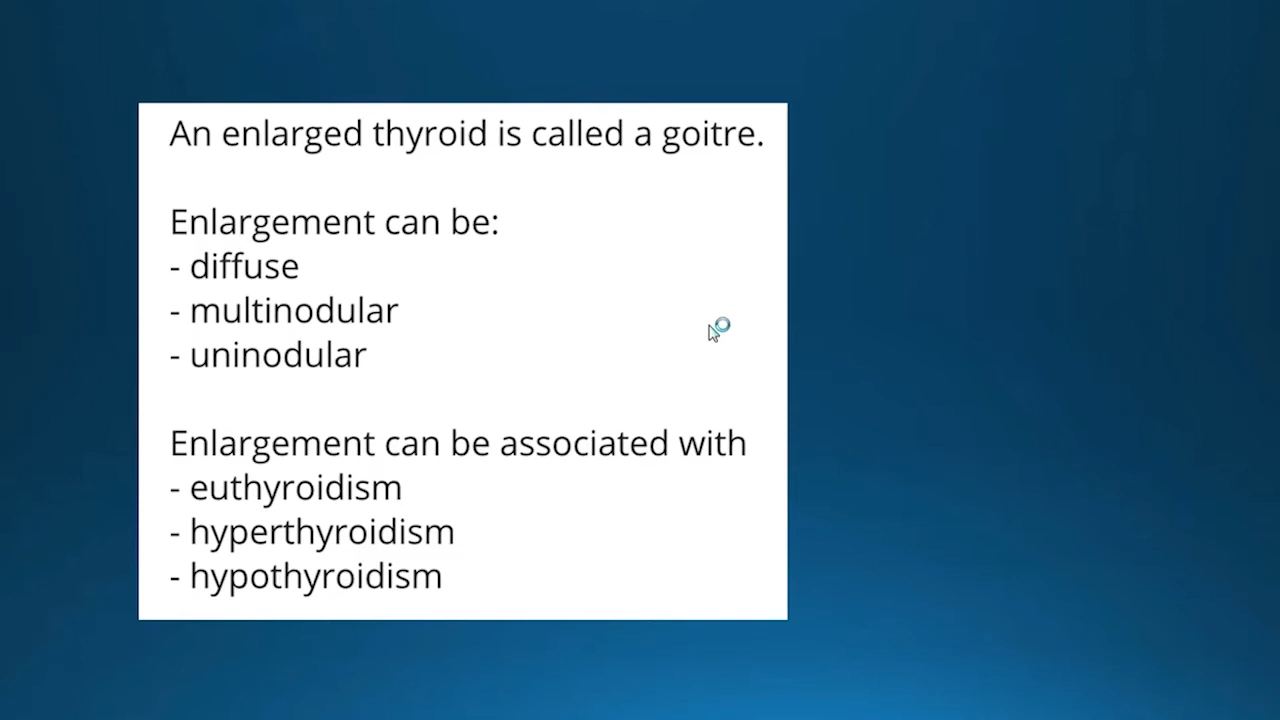 An enlarged thyroid is called a goitre.
Enlargement can be:
- diffuse
- multinodular
- uninodular
Enlargement can be associated with
- euthyroidism
- hyperthyroidism
- hypothyroidism